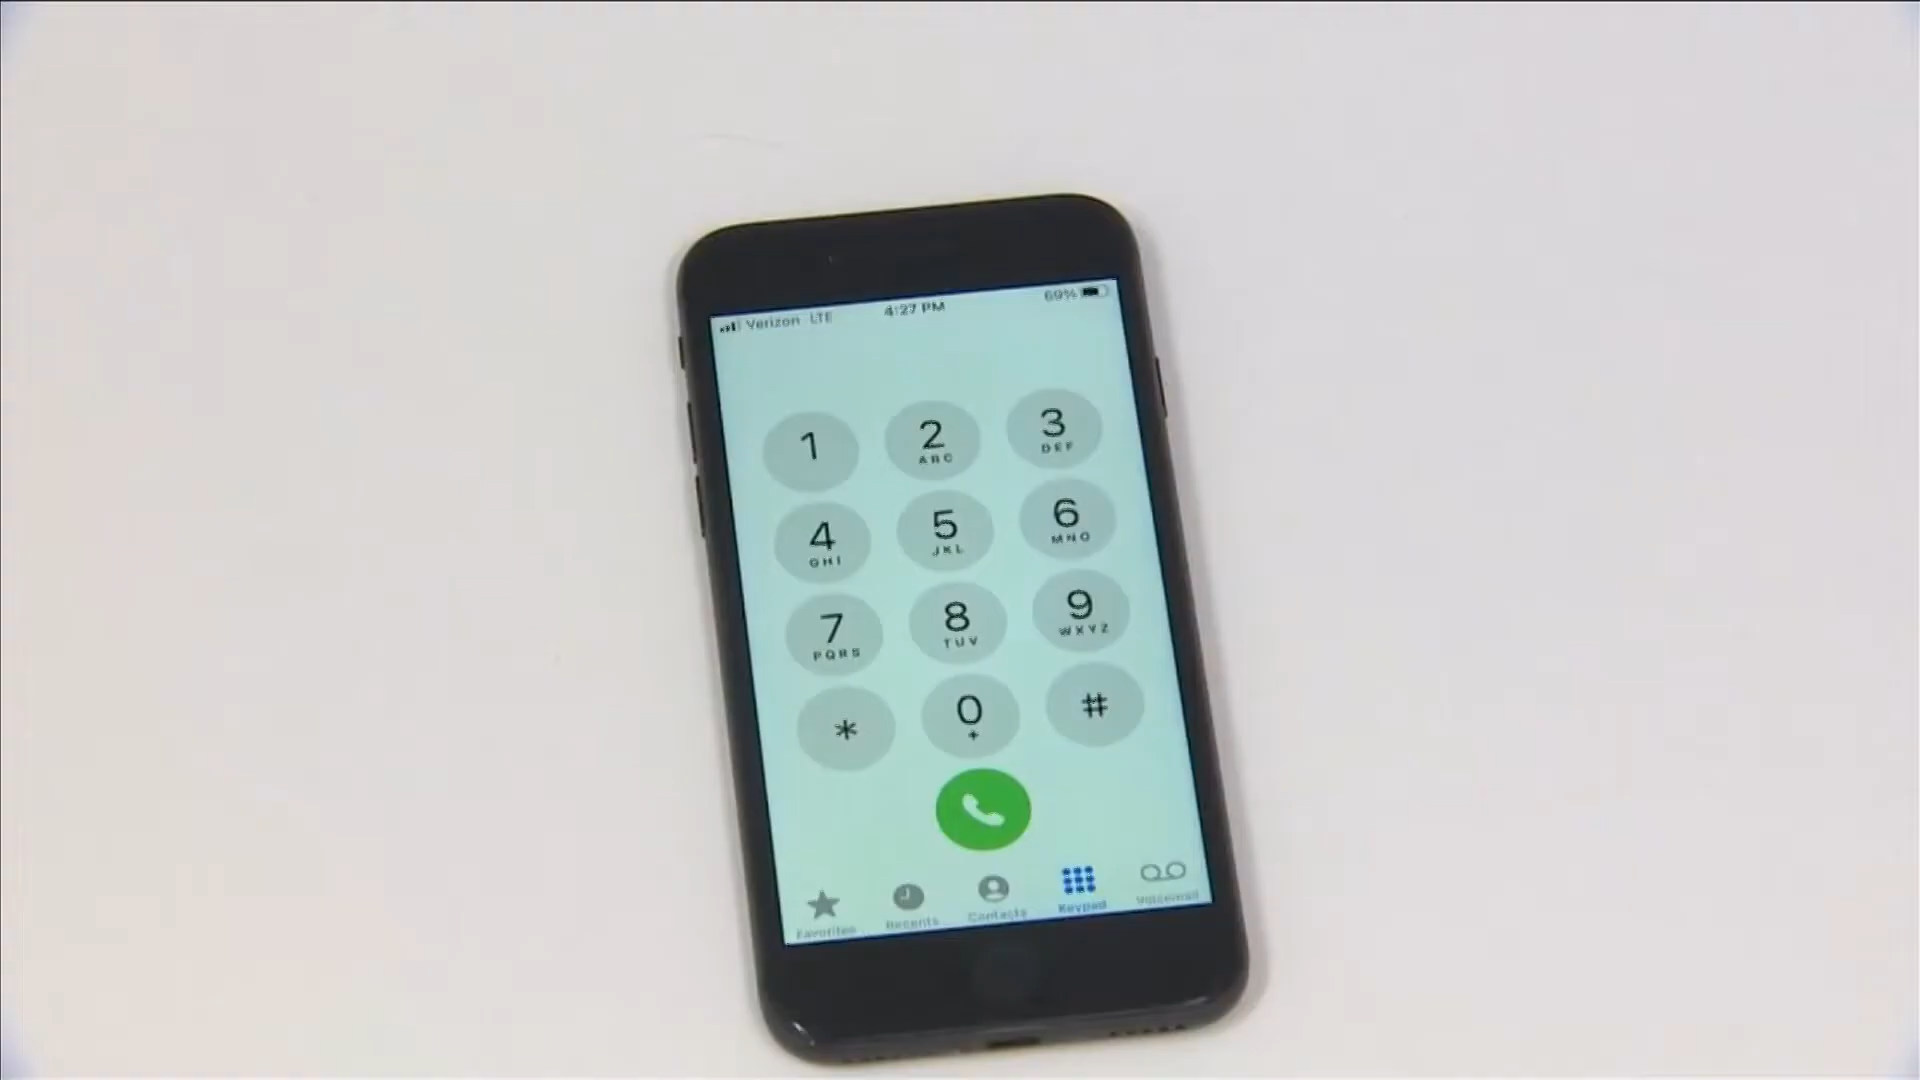 Verizon LTE 4:27 PM 69%
1 2 3
ABC DEF
4 5 6
GHI JKL MNO
7 8 9
PQRS TUV WXYZ
* 0 #
+
Favorites Recents Contacts Keypad Voicemail